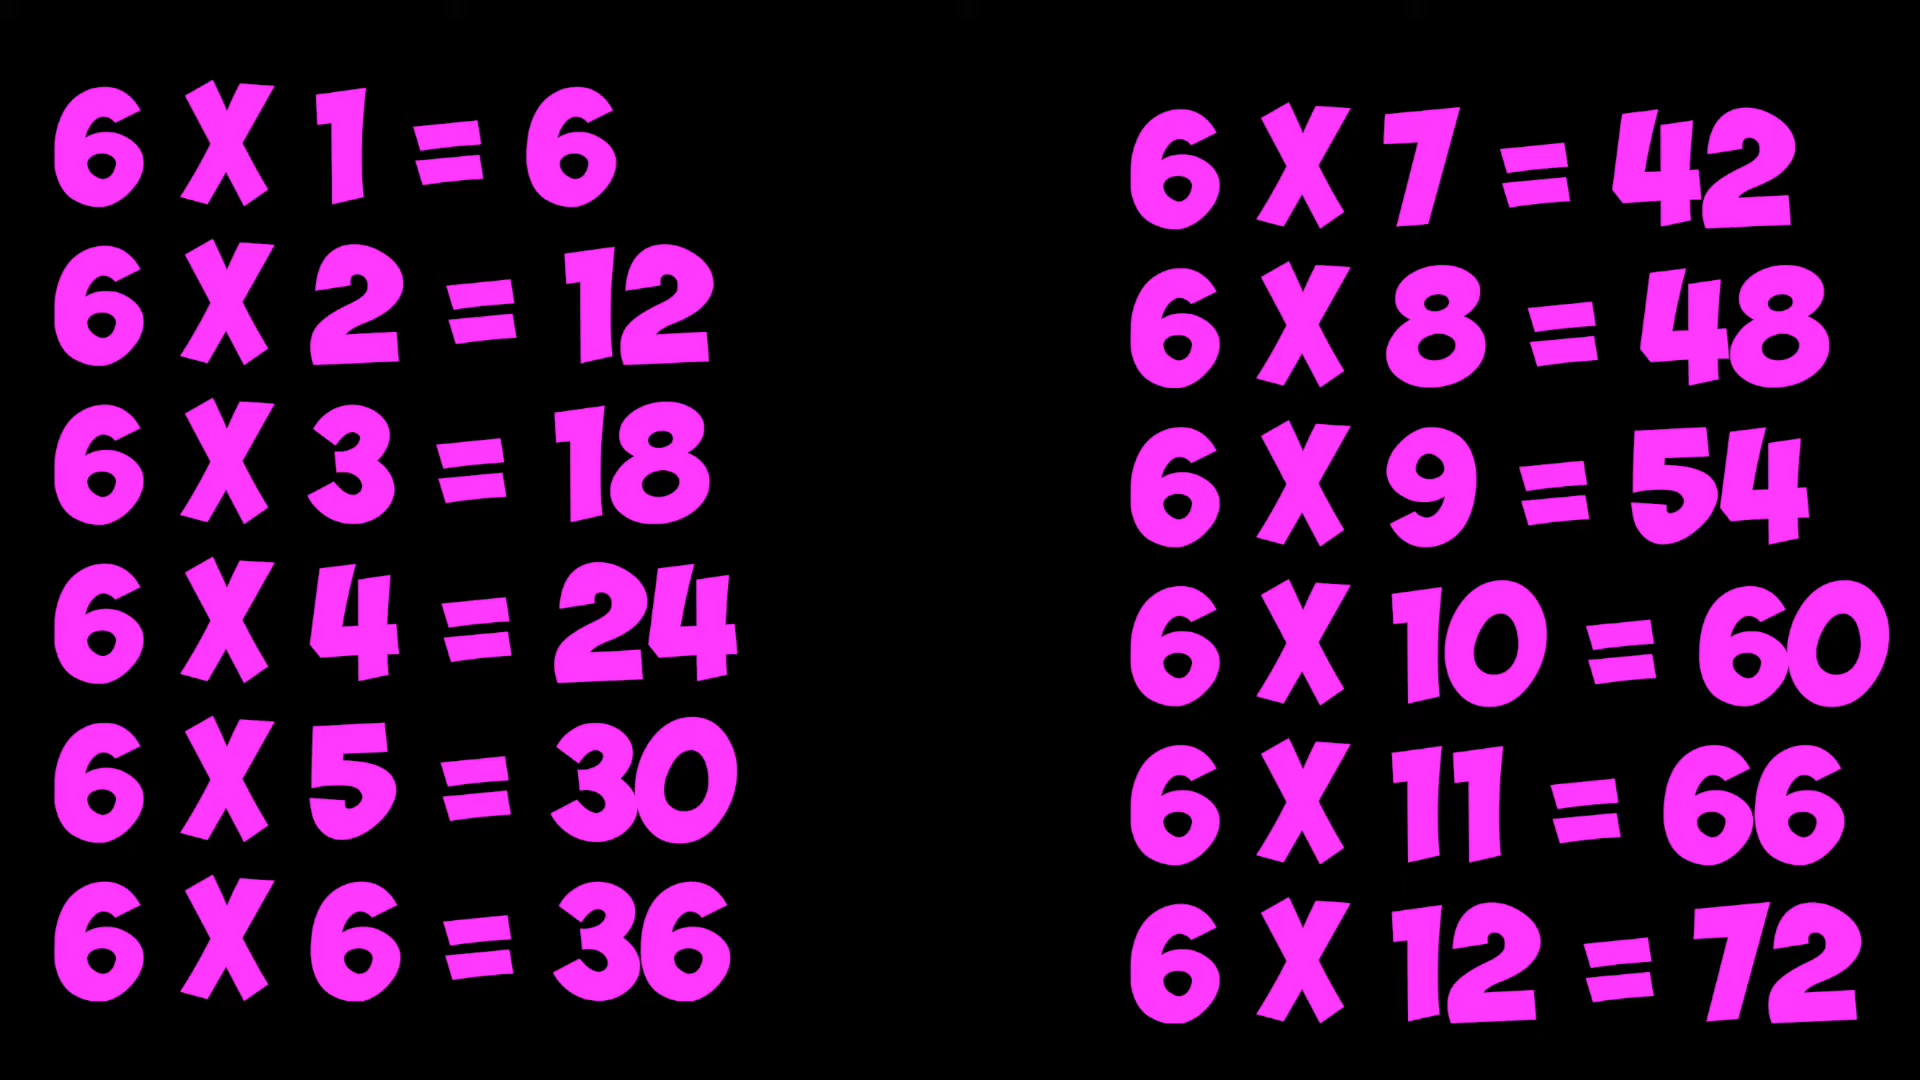 6 X 1 = 6
6 X 2 = 12
6 X 3 = 18
6 X 4 = 24
6 X 5 = 30
6 X 6 = 36
6 X 7 = 42
6 X 8 = 48
6 X 9 = 54
6 X 10 = 60
6 X 11 = 66
6 X 12 = 72